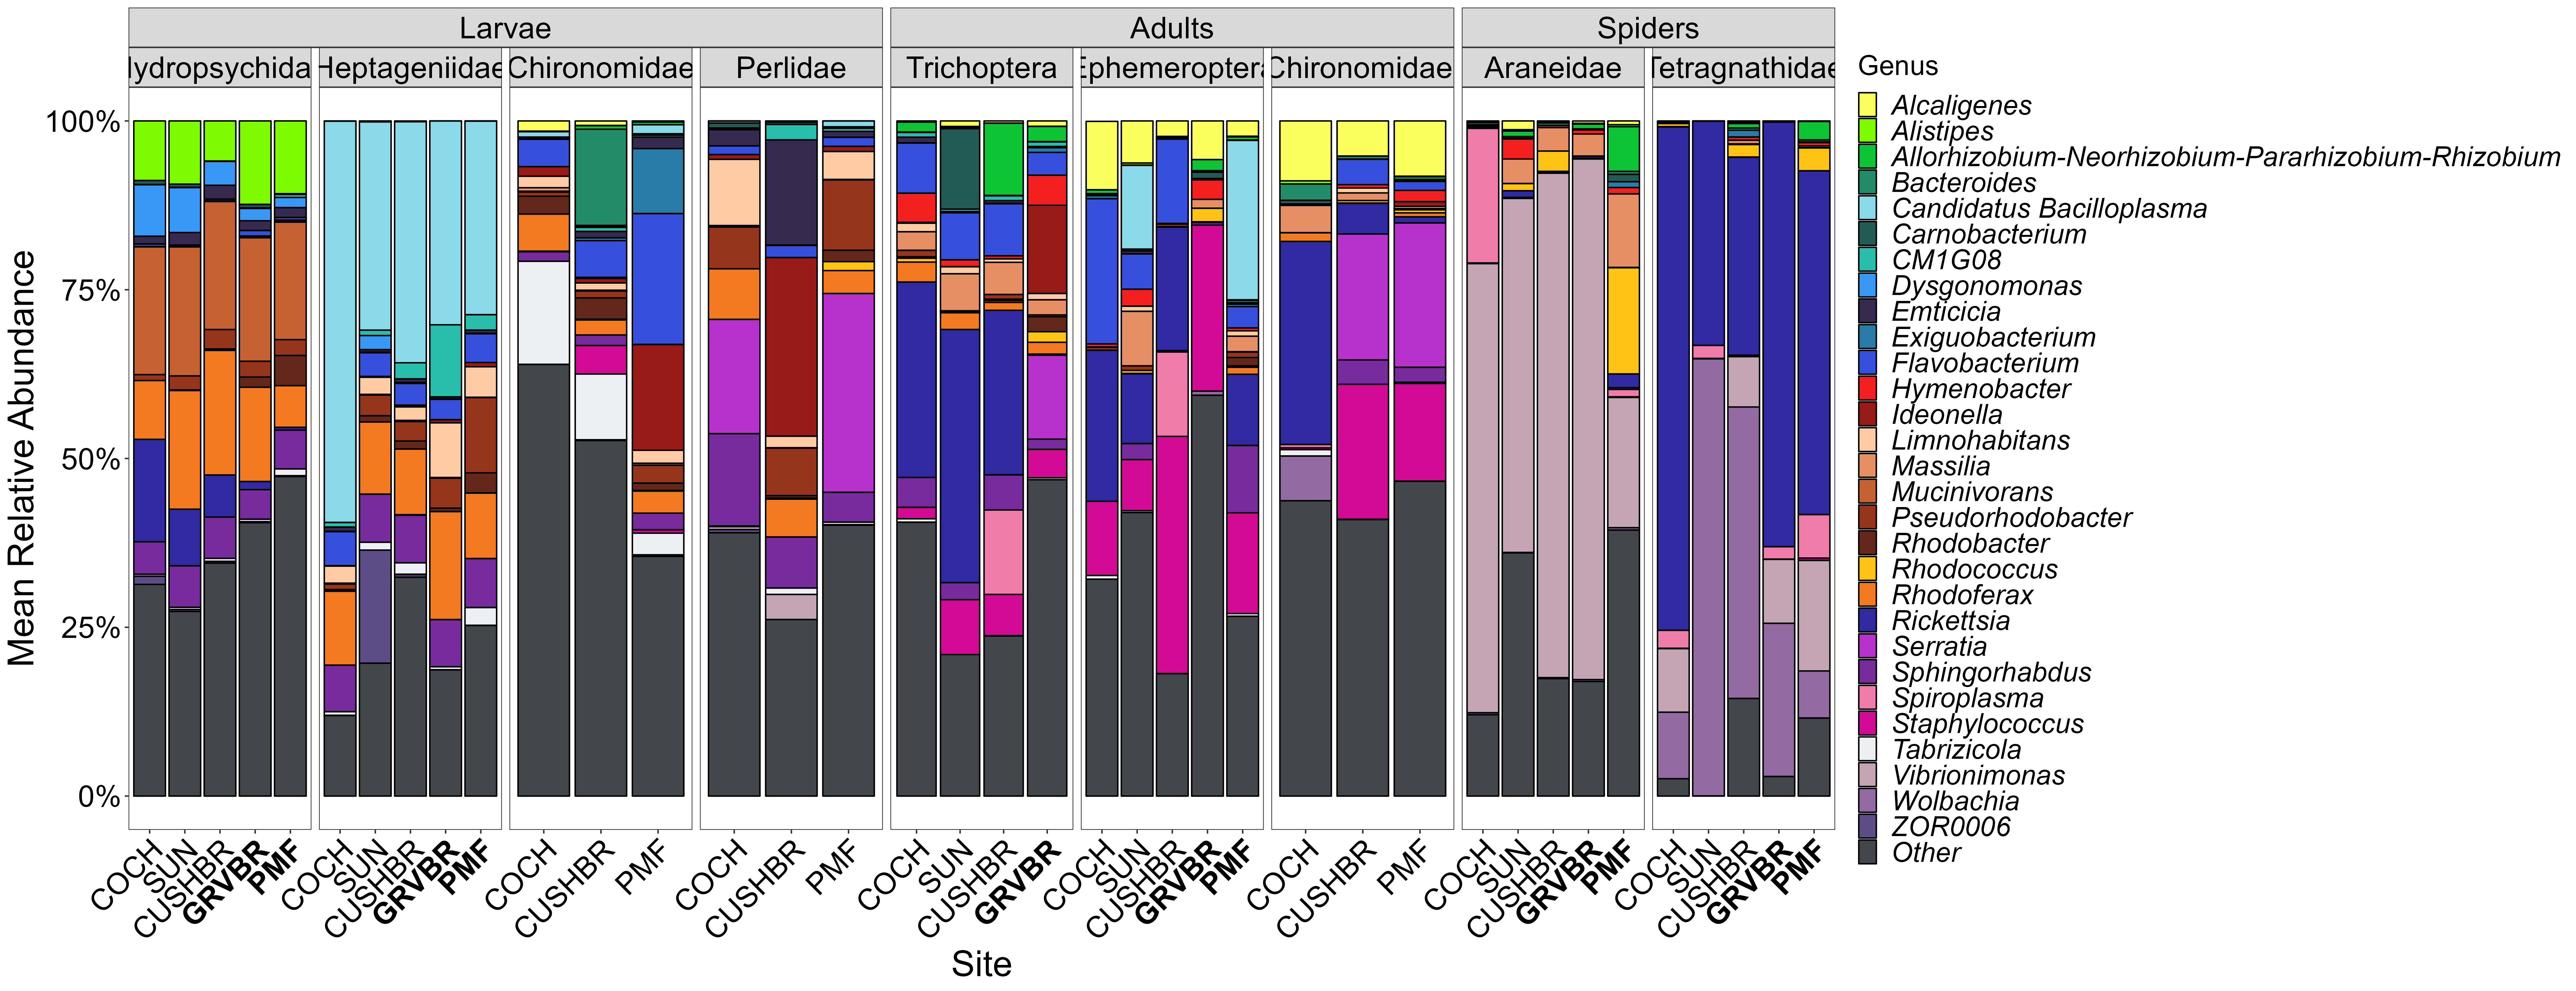 Larvae Adults Spiders
ydropsychida Heptageniidae Chironomidae Perlidae Trichoptera Ephemeroptera Chironomidae Araneidae Tetragnathidae
Mean Relative Abundance
100%
75%
50%
25%
0%
COCH SUN CUSHBR GRVBR PMF COCH SUN CUSHBR GRVBR PMF COCH CUSHBR PMF COCH CUSHBR PMF COCH SUN CUSHBR GRVBR COCH SUN CUSHBR GRVBR PMF COCH CUSHBR PMF COCH SUN CUSHBR GRVBR PMF COCH SUN CUSHBR GRVBR PMF
Site
Genus
Alcaligenes
Alistipes
Allorhizobium-Neorhizobium-Pararhizobium-Rhizobium
Bacteroides
Candidatus Bacilloplasma
Carnobacterium
CM1G08
Dysgonomonas
Emticicia
Exiguobacterium
Flavobacterium
Hymenobacter
Ideonella
Limnohabitans
Massilia
Mucinivorans
Pseudorhodobacter
Rhodobacter
Rhodococcus
Rhodoferax
Rickettsia
Serratia
Sphingorhabdus
Spiroplasma
Staphylococcus
Tabrizicola
Vibrionimonas
Wolbachia
ZOR0006
Other